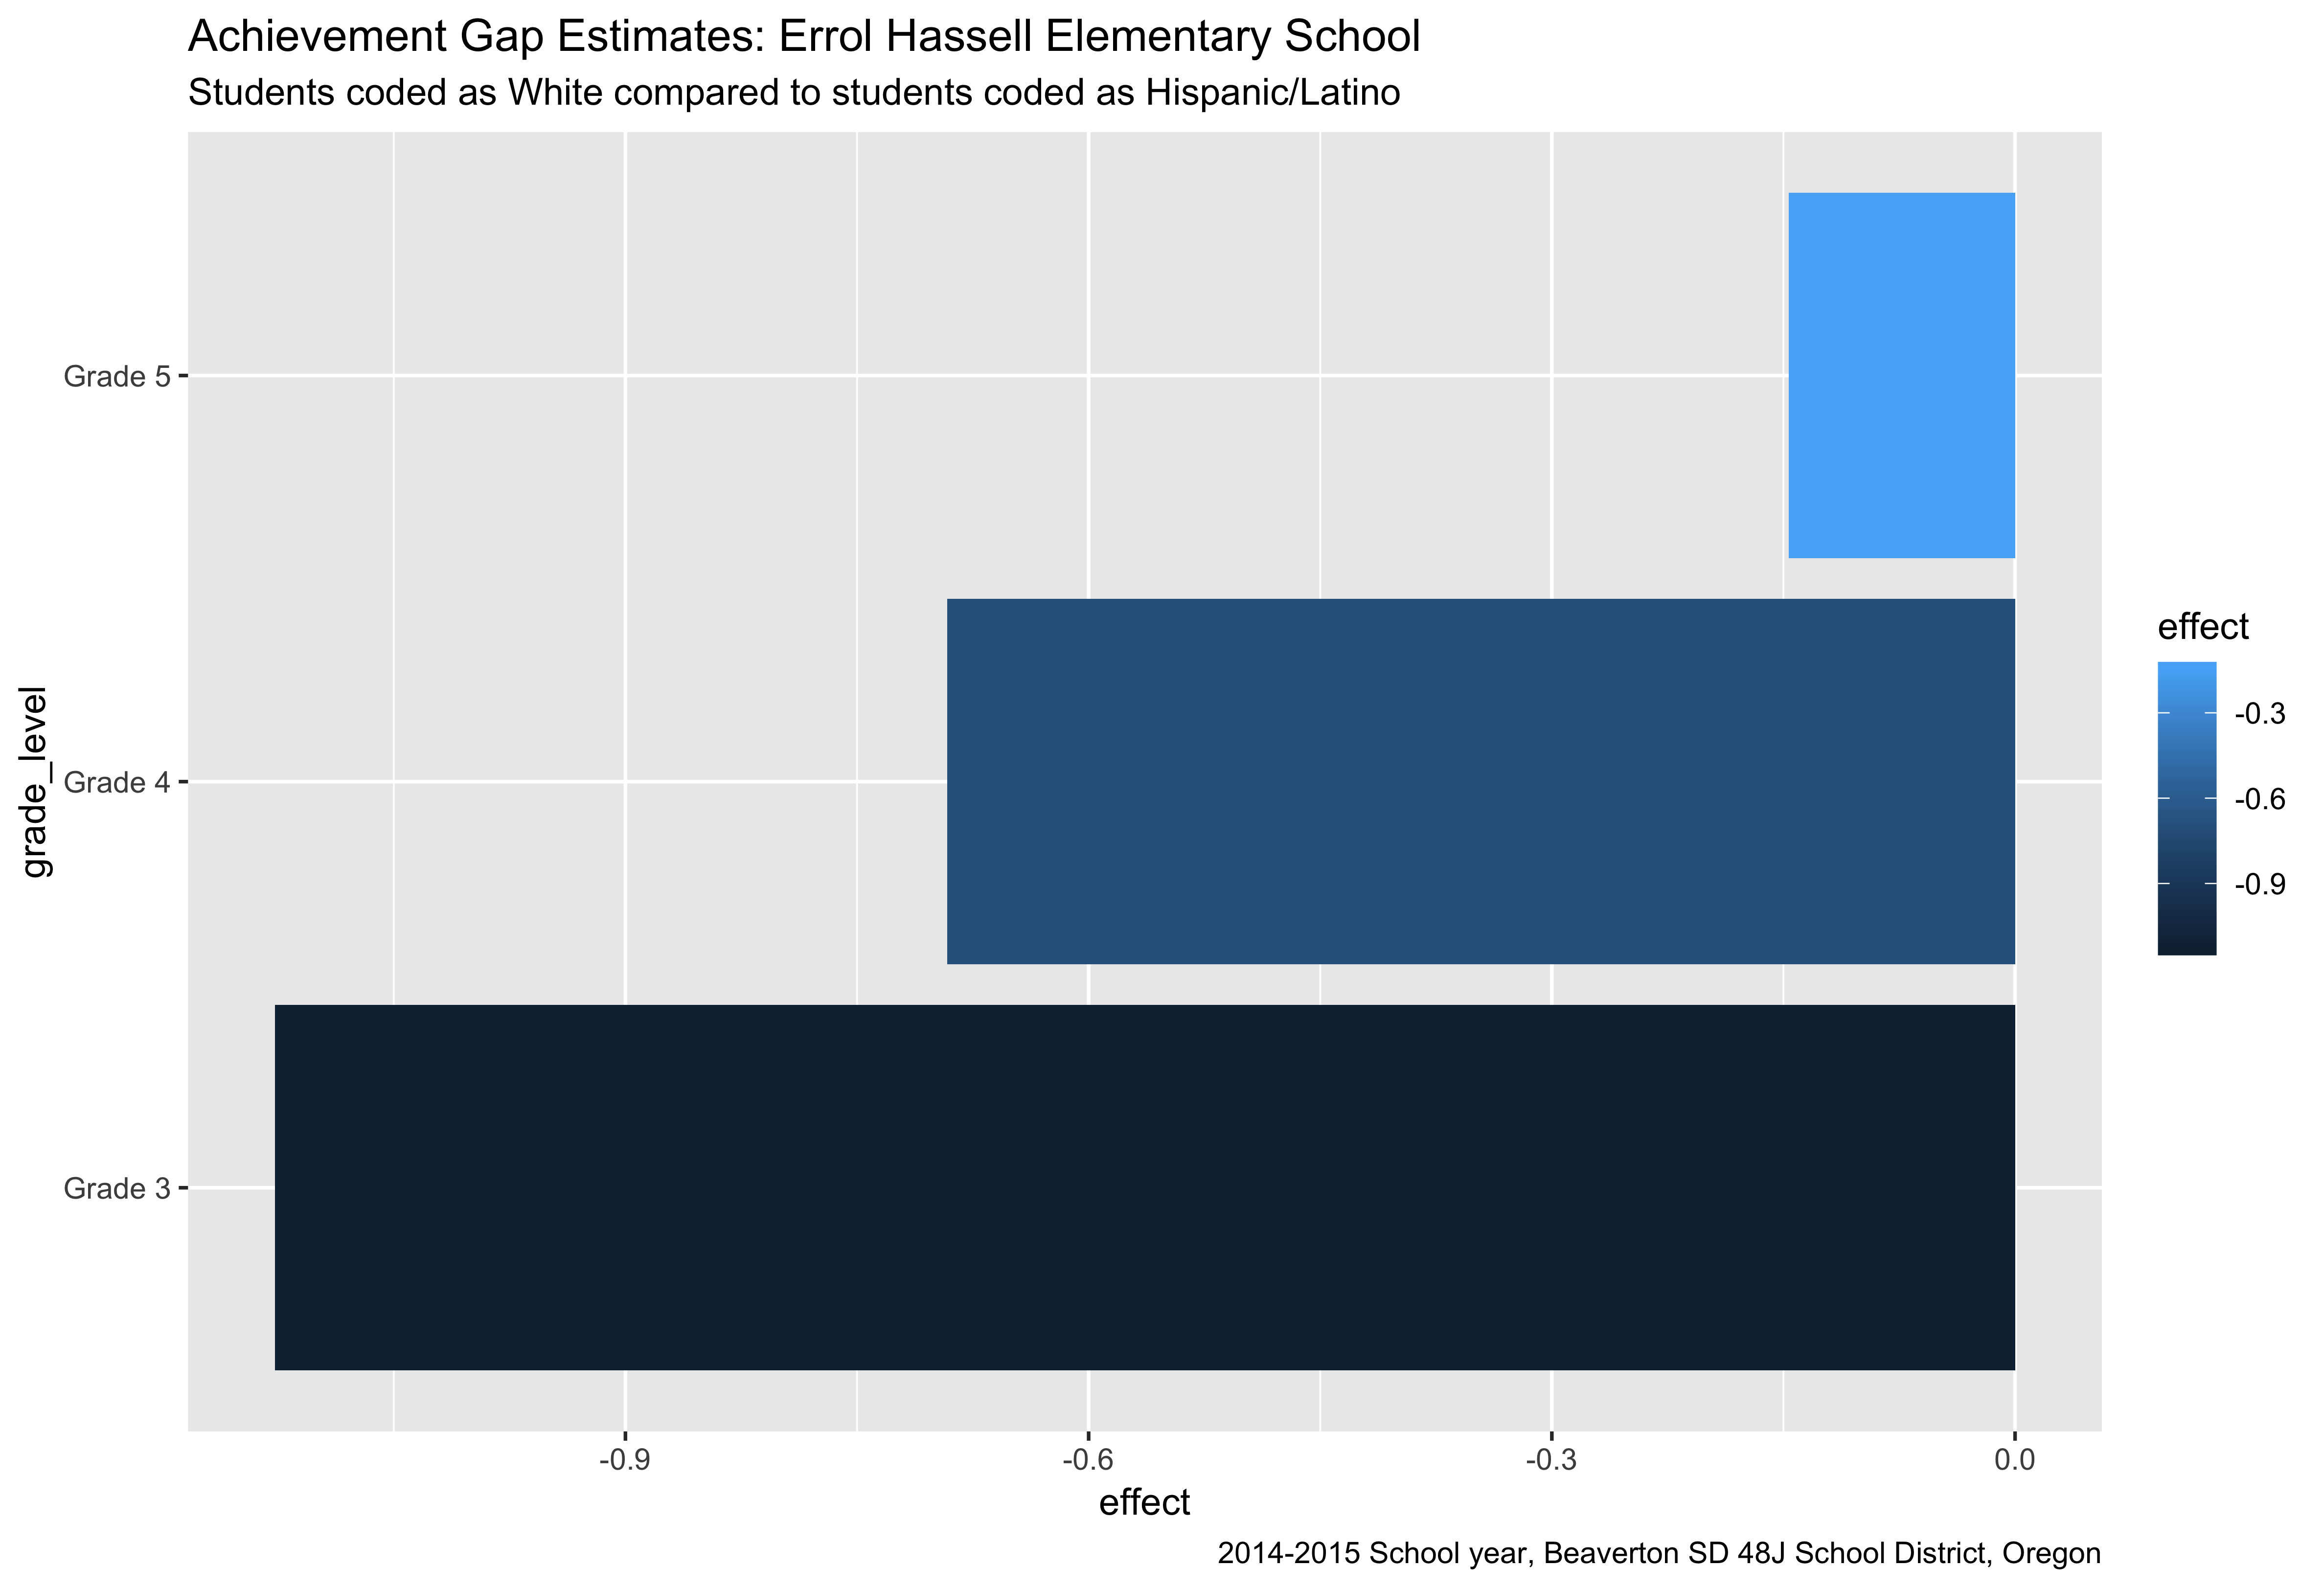 Achievement Gap Estimates: Errol Hassell Elementary School
Students coded as White compared to students coded as Hispanic/Latino
grade_level
Grade 5
Grade 4
Grade 3
-0.9
-0.6
-0.3
0.0
effect
effect
-0.3
-0.6
-0.9
2014-2015 School year, Beaverton SD 48J School District, Oregon